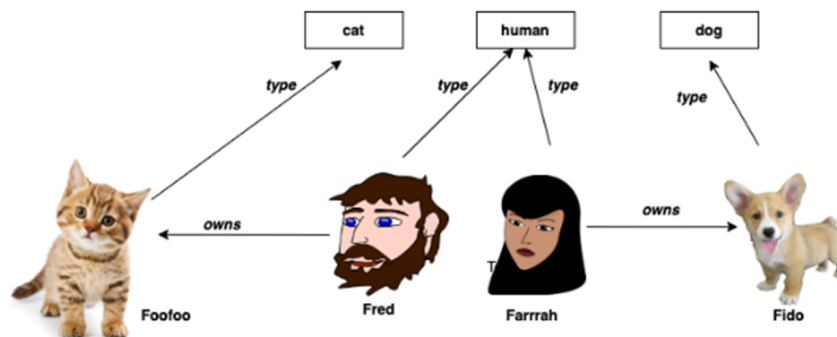 cat
human
dog
type
type
type
type
owns
owns
T
Foofoo
Fred
Farrrah
Fido